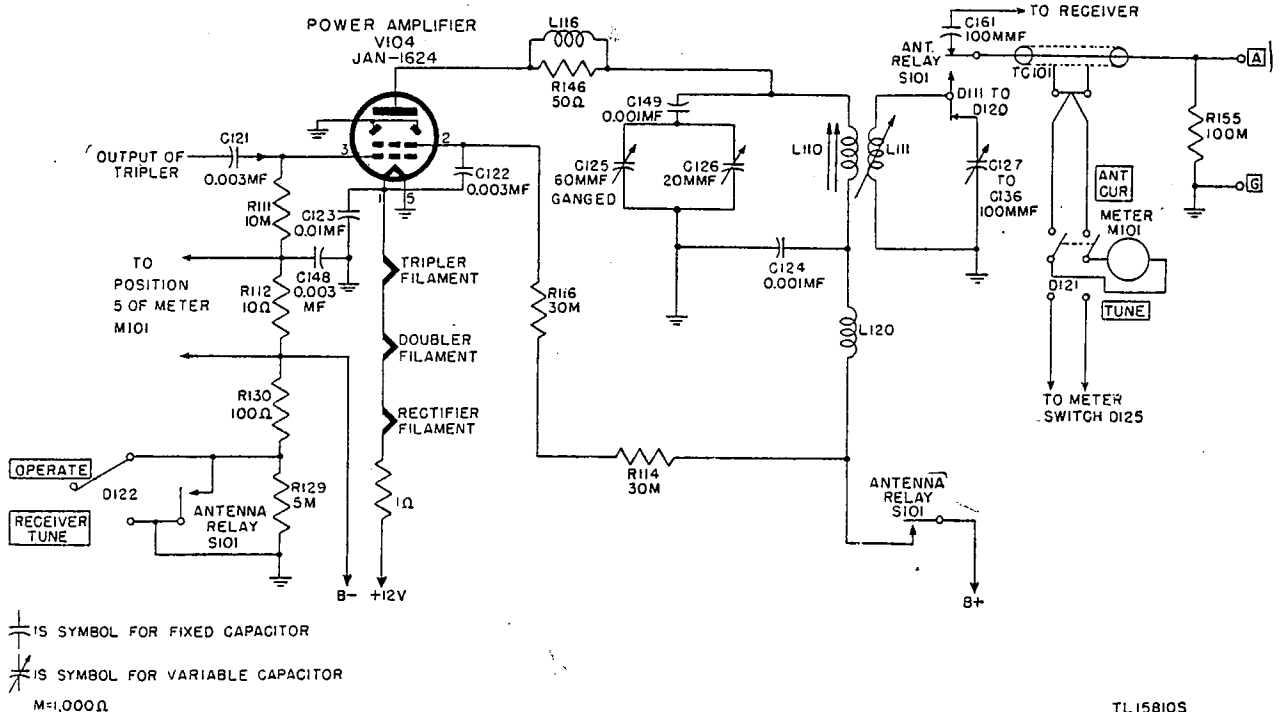 POWER AMPLIFIER
V104
JAN-1624
L116
R146
50Ω
C161
100MMF
TO RECEIVER
ANT.
RELAY
S101
TC101
A
D111 TO
D120
R155
100M
C149
0.001MF
C121
0.003MF
OUTPUT OF
TRIPLER
3
2
1
5
C122
0.003MF
C125
60MMF
GANGED
C126
20MMF
L110
L111
C127
TO
C136
100MMF
G
ANT
CUR
METER
M101
R111
10M
C123
0.01MF
C148
0.003
MF
TO
POSITION
5 OF METER
M101
R112
10Ω
TRIPLER
FILAMENT
R116
30M
C124
0.001MF
D121
TUNE
L120
DOUBLER
FILAMENT
R130
100Ω
RECTIFIER
FILAMENT
TO METER
SWITCH D125
OPERATE
D122
RECEIVER
TUNE
ANTENNA
RELAY
S101
R129
5M
1Ω
R114
30M
ANTENNA
RELAY
S101
B- +12V
B+
IS SYMBOL FOR FIXED CAPACITOR
IS SYMBOL FOR VARIABLE CAPACITOR
M=1,000Ω
TL15810S